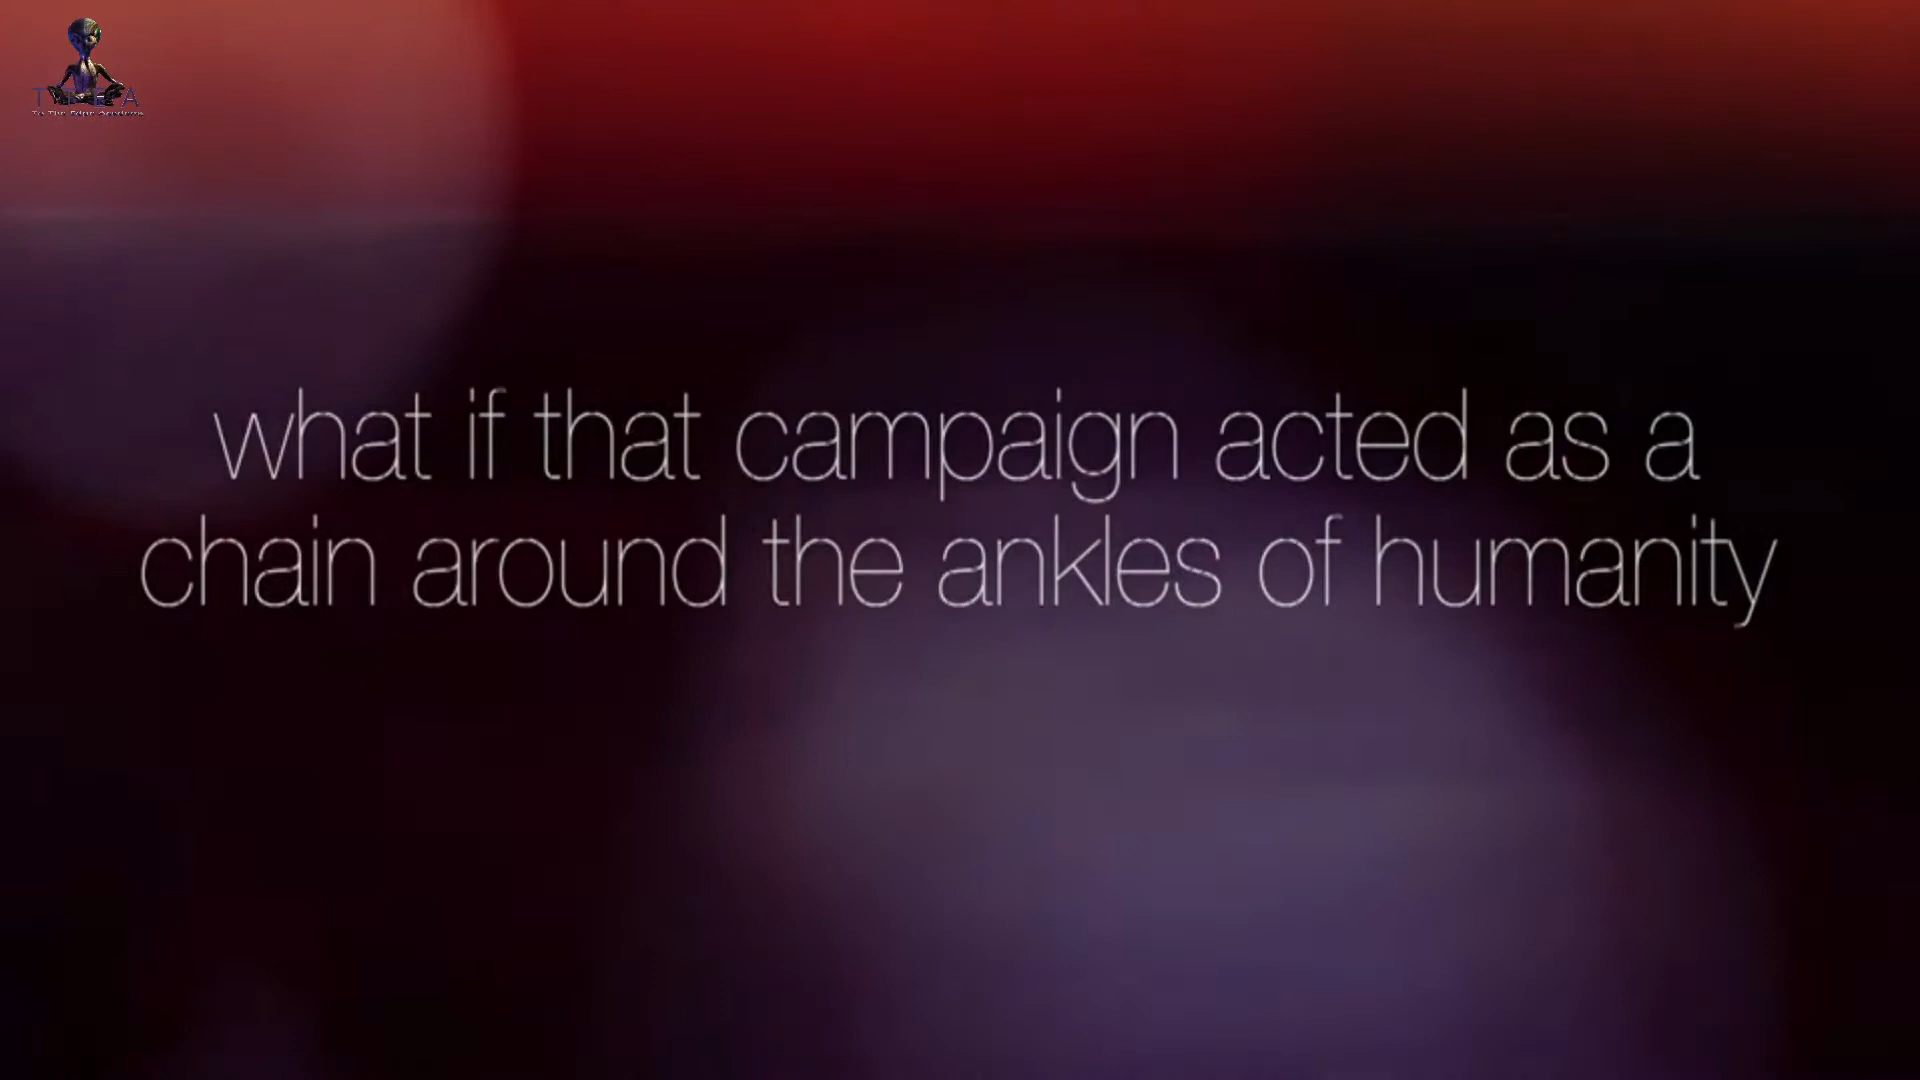 what if that campaign acted as a
chain around the ankles of humanity